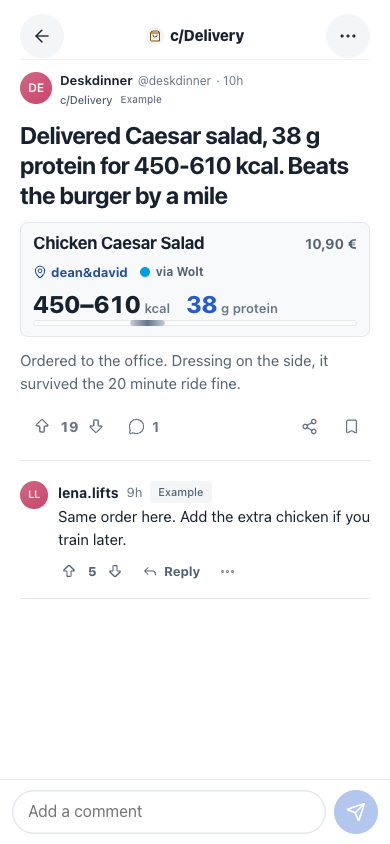 c/Delivery
DE
Deskdinner @deskdinner · 10h
c/Delivery Example
Delivered Caesar salad, 38 g
protein for 450-610 kcal. Beats
the burger by a mile
Chicken Caesar Salad 10,90 €
dean&david via Wolt
450–610 kcal 38 g protein
Ordered to the office. Dressing on the side, it
survived the 20 minute ride fine.
19 1
LL
lena.lifts 9h Example
Same order here. Add the extra chicken if you
train later.
5 Reply
Add a comment